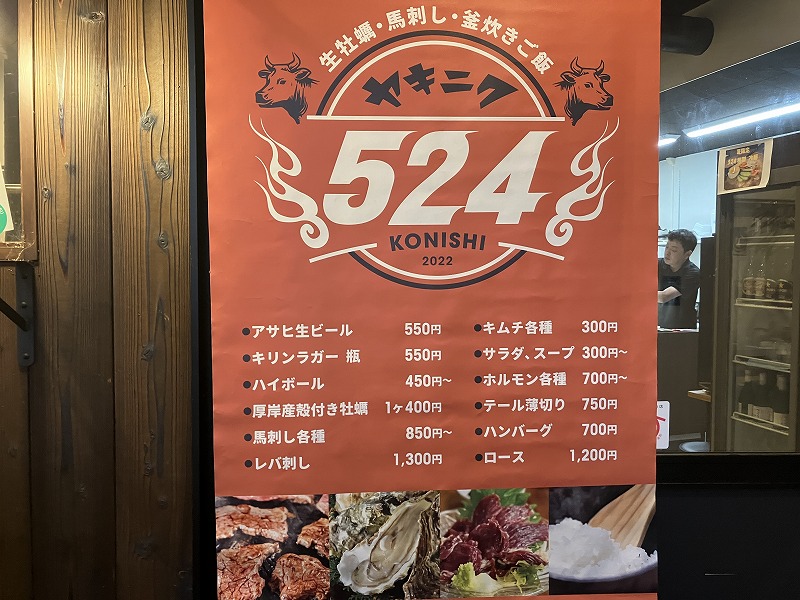 生牡蠣・馬刺し・釜炊きご飯
ヤキニク
524
KONISHI
2022
●アサヒ生ビール 550円
●キリンラガー 瓶 550円
●ハイボール 450円〜
●厚岸産殻付き牡蠣 1ヶ400円
●馬刺し各種 850円〜
●レバ刺し 1,300円
●キムチ各種 300円
●サラダ、スープ 300円〜
●ホルモン各種 700円〜
●テール薄切り 750円
●ハンバーグ 700円
●ロース 1,200円